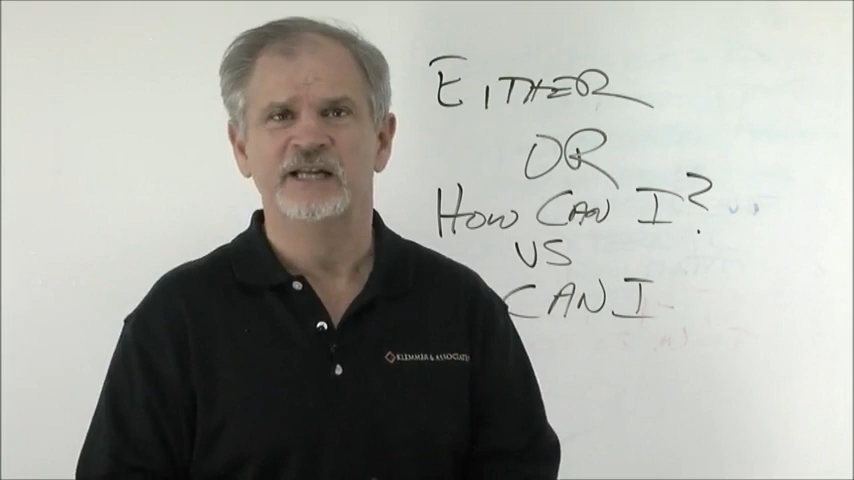 EITHER
OR
HOW CAN I?
VS
CAN I
KLEMMER & ASSOCIATES